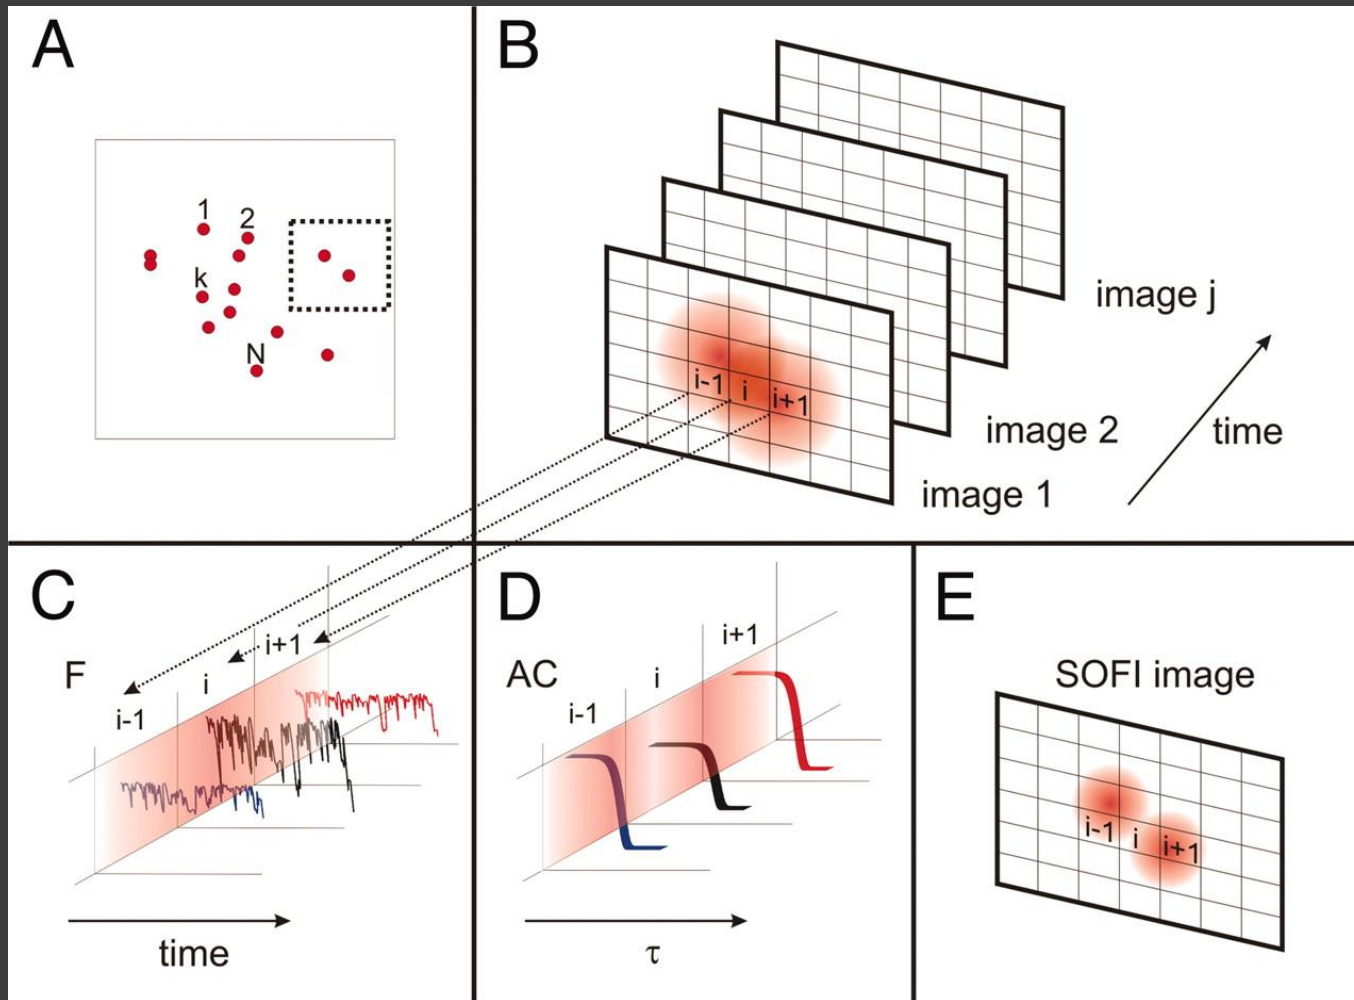 A
1
2
k
N
B
i-1
i
i+1
image 1
image 2
image j
time
C
F
i-1
i
i+1
time
D
AC
i-1
i
i+1
τ
E
SOFI image
i-1
i
i+1